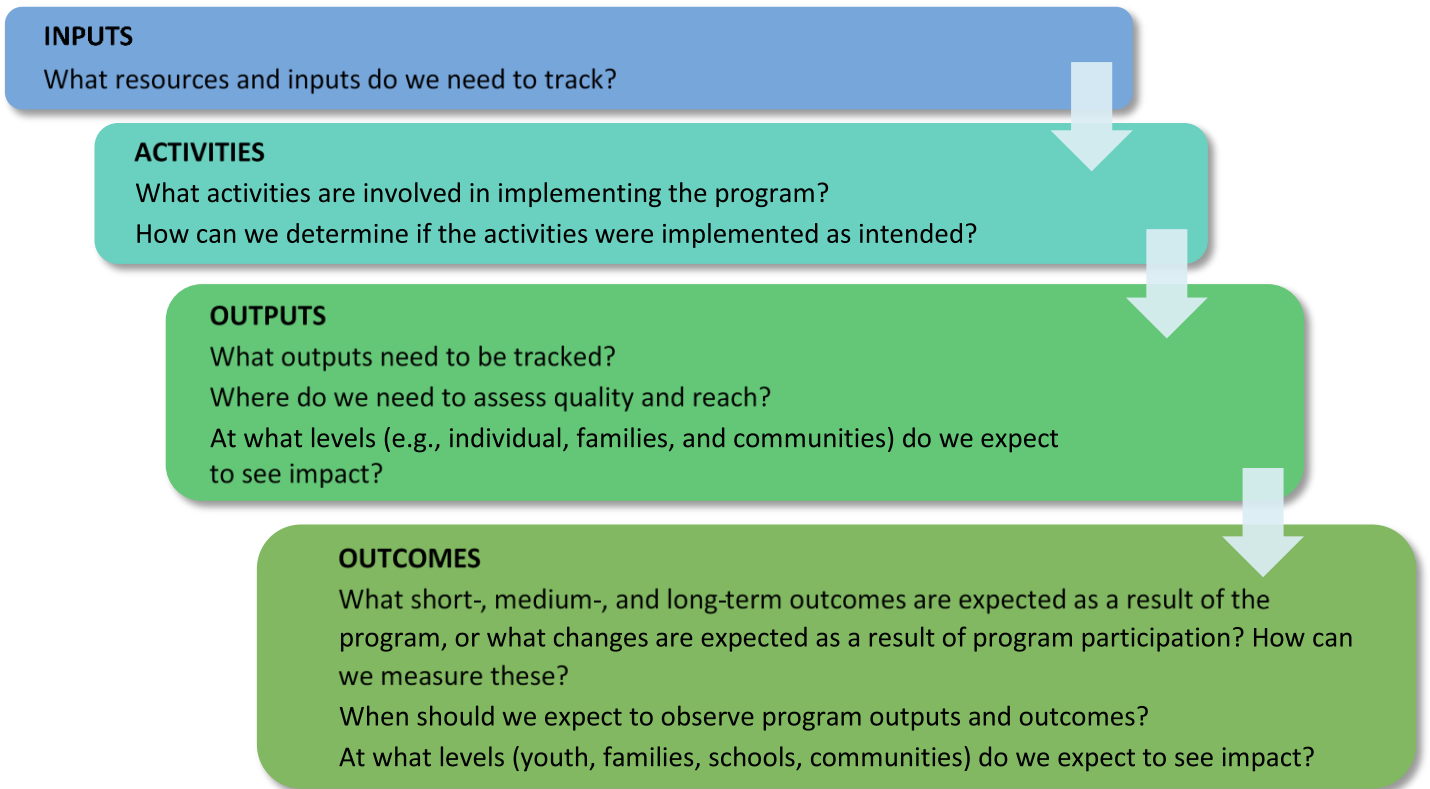 INPUTS
What resources and inputs do we need to track?
ACTIVITIES
What activities are involved in implementing the program?
How can we determine if the activities were implemented as intended?
OUTPUTS
What outputs need to be tracked?
Where do we need to assess quality and reach?
At what levels (e.g., individual, families, and communities) do we expect
to see impact?
OUTCOMES
What short-, medium-, and long-term outcomes are expected as a result of the
program, or what changes are expected as a result of program participation? How can
we measure these?
When should we expect to observe program outputs and outcomes?
At what levels (youth, families, schools, communities) do we expect to see impact?